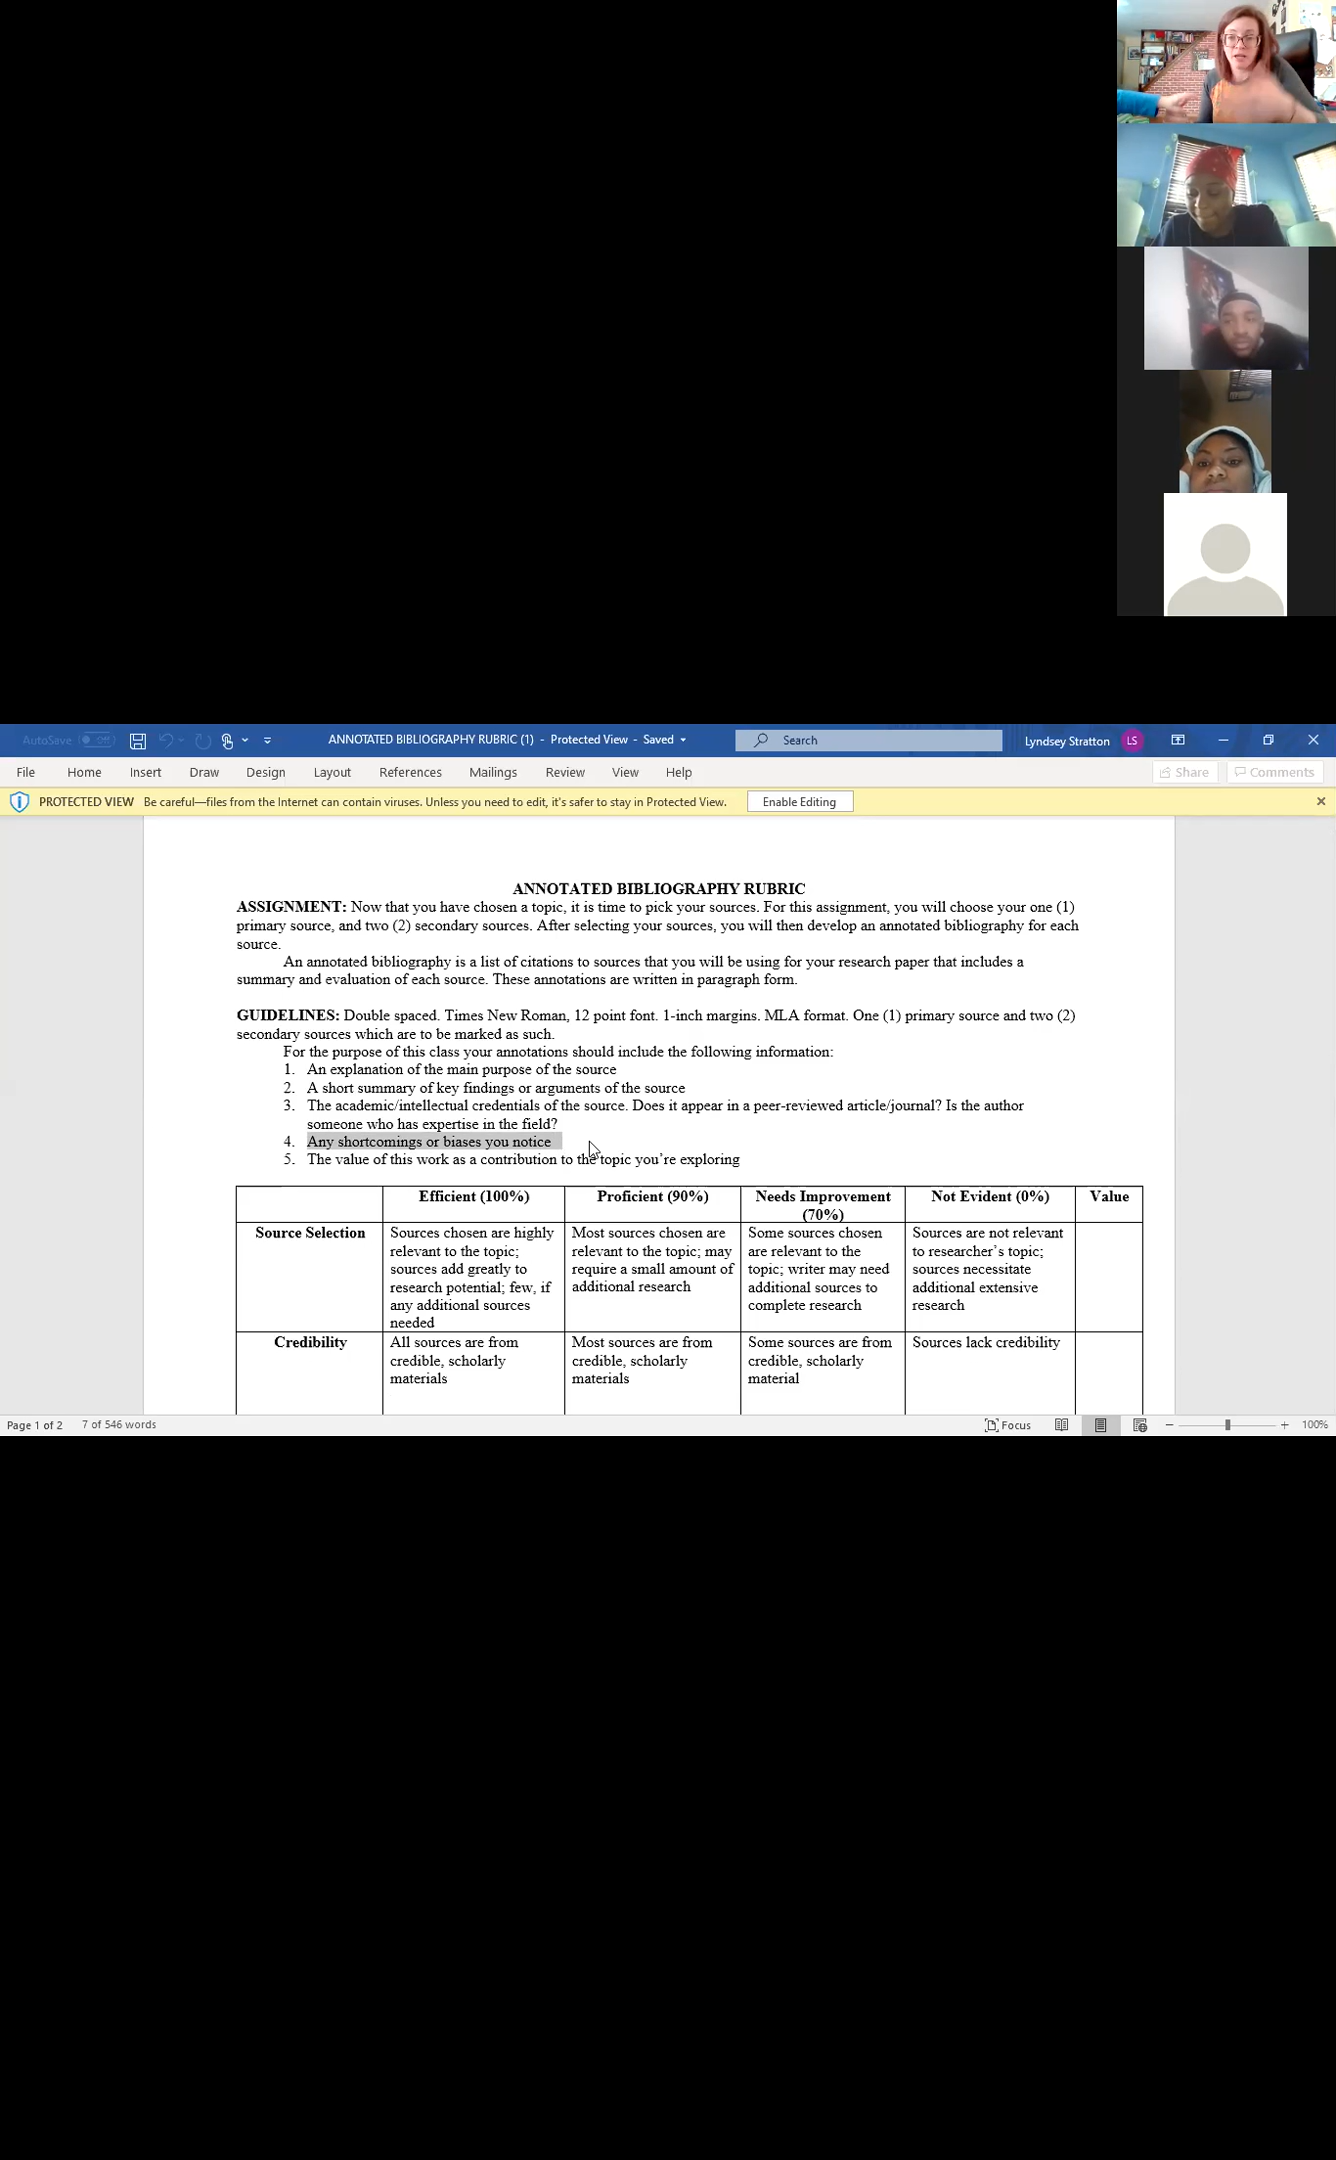 AutoSave Off
ANNOTATED BIBLIOGRAPHY RUBRIC (1) - Protected View - Saved
Search
Lyndsey Stratton LS
File Home Insert Draw Design Layout References Mailings Review View Help
Share Comments
PROTECTED VIEW Be careful—files from the Internet can contain viruses. Unless you need to edit, it's safer to stay in Protected View. Enable Editing
ANNOTATED BIBLIOGRAPHY RUBRIC
ASSIGNMENT: Now that you have chosen a topic, it is time to pick your sources. For this assignment, you will choose your one (1)
primary source, and two (2) secondary sources. After selecting your sources, you will then develop an annotated bibliography for each
source.
An annotated bibliography is a list of citations to sources that you will be using for your research paper that includes a
summary and evaluation of each source. These annotations are written in paragraph form.
GUIDELINES: Double spaced. Times New Roman, 12 point font. 1-inch margins. MLA format. One (1) primary source and two (2)
secondary sources which are to be marked as such.
For the purpose of this class your annotations should include the following information:
1. An explanation of the main purpose of the source
2. A short summary of key findings or arguments of the source
3. The academic/intellectual credentials of the source. Does it appear in a peer-reviewed article/journal? Is the author
someone who has expertise in the field?
4. Any shortcomings or biases you notice
5. The value of this work as a contribution to the topic you're exploring
Efficient (100%)
Proficient (90%)
Needs Improvement
(70%)
Not Evident (0%)
Value
Source Selection
Sources chosen are highly
relevant to the topic;
sources add greatly to
research potential; few, if
any additional sources
needed
Most sources chosen are
relevant to the topic; may
require a small amount of
additional research
Some sources chosen
are relevant to the
topic; writer may need
additional sources to
complete research
Sources are not relevant
to researcher's topic;
sources necessitate
additional extensive
research
Credibility
All sources are from
credible, scholarly
materials
Most sources are from
credible, scholarly
materials
Some sources are from
credible, scholarly
material
Sources lack credibility
Page 1 of 2 7 of 546 words
Focus
100%